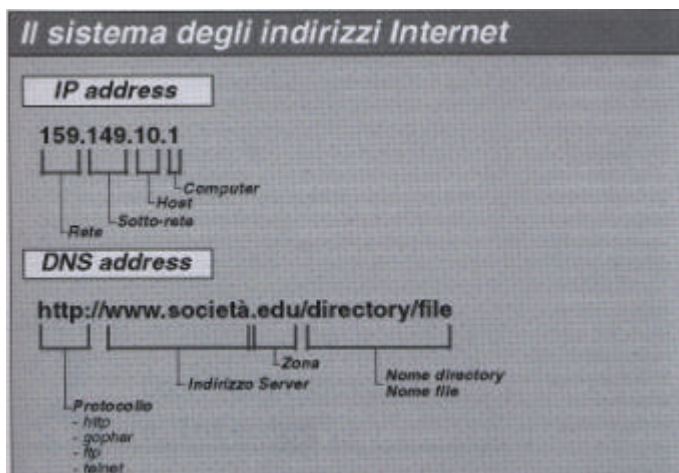 Il sistema degli indirizzi Internet
IP address
159.149.10.1
Computer
Host
Sotto-rete
Rete
DNS address
http://www.società.edu/directory/file
Zona
Indirizzo Server
Nome directory
Nome file
Protocollo
- http
- gopher
- ftp
- telnet